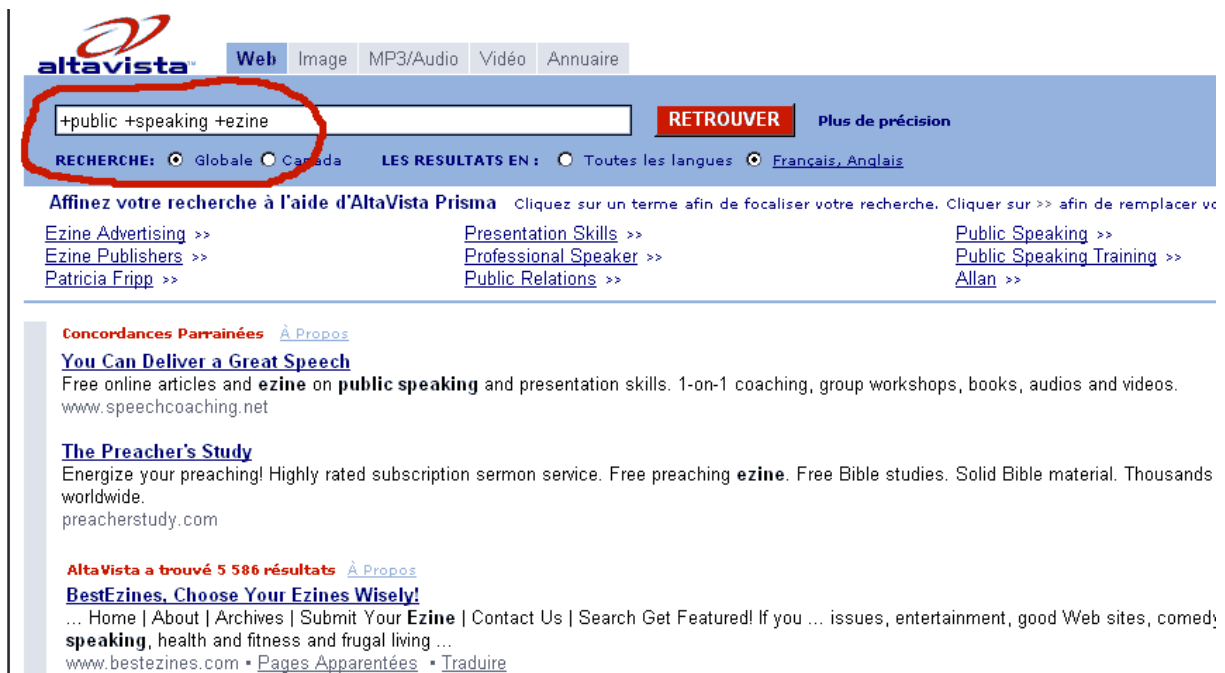 altavista™
Web Image MP3/Audio Vidéo Annuaire
+public +speaking +ezine RETROUVER Plus de précision
RECHERCHE: Globale Canada LES RESULTATS EN : Toutes les langues Français, Anglais
Affinez votre recherche à l'aide d'AltaVista Prisma Cliquez sur un terme afin de focaliser votre recherche. Cliquer sur >> afin de remplacer
Ezine Advertising >> Presentation Skills >> Public Speaking >>
Ezine Publishers >> Professional Speaker >> Public Speaking Training >>
Patricia Fripp >> Public Relations >> Allan >>
Concordances Parrainées À Propos
You Can Deliver a Great Speech
Free online articles and ezine on public speaking and presentation skills. 1-on-1 coaching, group workshops, books, audios and videos.
www.speechcoaching.net
The Preacher's Study
Energize your preaching! Highly rated subscription sermon service. Free preaching ezine. Free Bible studies. Solid Bible material. Thousands
worldwide.
preacherstudy.com
AltaVista a trouvé 5 586 résultats À Propos
BestEzines, Choose Your Ezines Wisely!
... Home | About | Archives | Submit Your Ezine | Contact Us | Search Get Featured! If you ... issues, entertainment, good Web sites, comedy
speaking, health and fitness and frugal living ...
www.bestezines.com ▪ Pages Apparentées ▪ Traduire